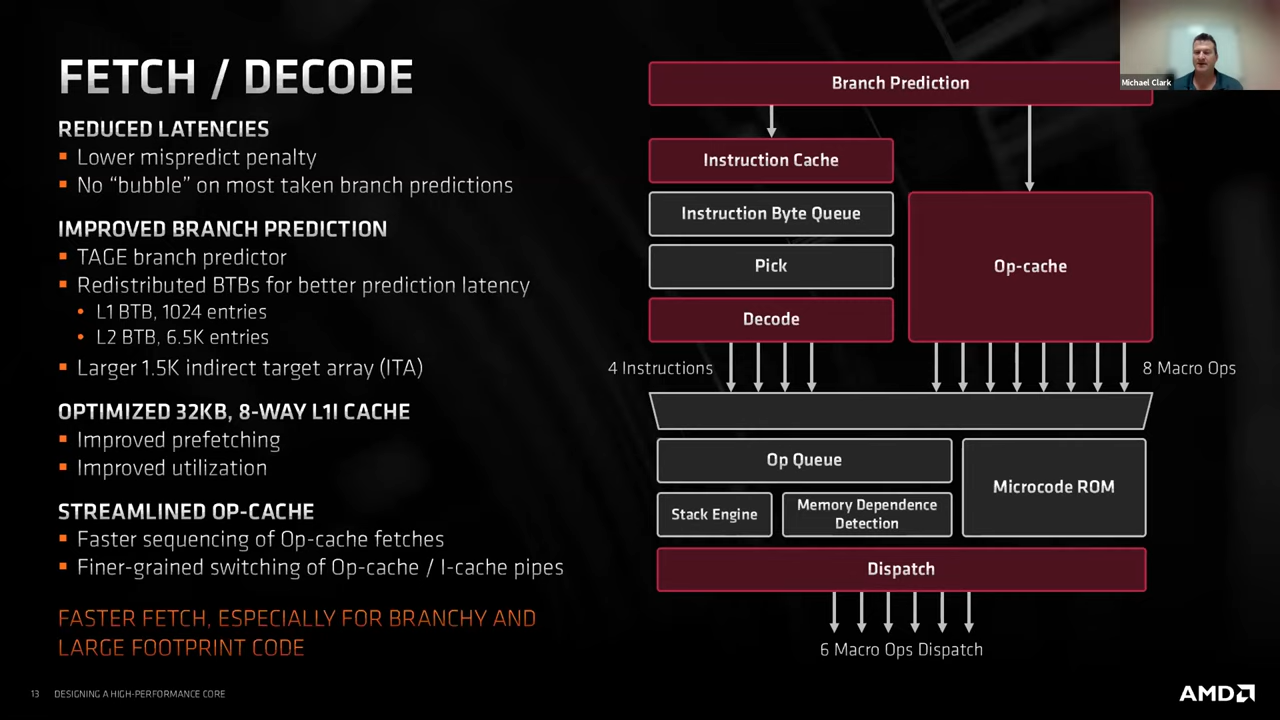 FETCH / DECODE
REDUCED LATENCIES
Lower mispredict penalty
No “bubble” on most taken branch predictions
IMPROVED BRANCH PREDICTION
TAGE branch predictor
Redistributed BTBs for better prediction latency
L1 BTB, 1024 entries
L2 BTB, 6.5K entries
Larger 1.5K indirect target array (ITA)
OPTIMIZED 32KB, 8-WAY L1I CACHE
Improved prefetching
Improved utilization
STREAMLINED OP-CACHE
Faster sequencing of Op-cache fetches
Finer-grained switching of Op-cache / I-cache pipes
FASTER FETCH, ESPECIALLY FOR BRANCHY AND
LARGE FOOTPRINT CODE
Branch Prediction
Instruction Cache
Instruction Byte Queue
Pick
Decode
Op-cache
4 Instructions
8 Macro Ops
Op Queue
Stack Engine
Memory Dependence
Detection
Microcode ROM
Dispatch
6 Macro Ops Dispatch
Michael Clark
13 DESIGNING A HIGH-PERFORMANCE CORE
AMD